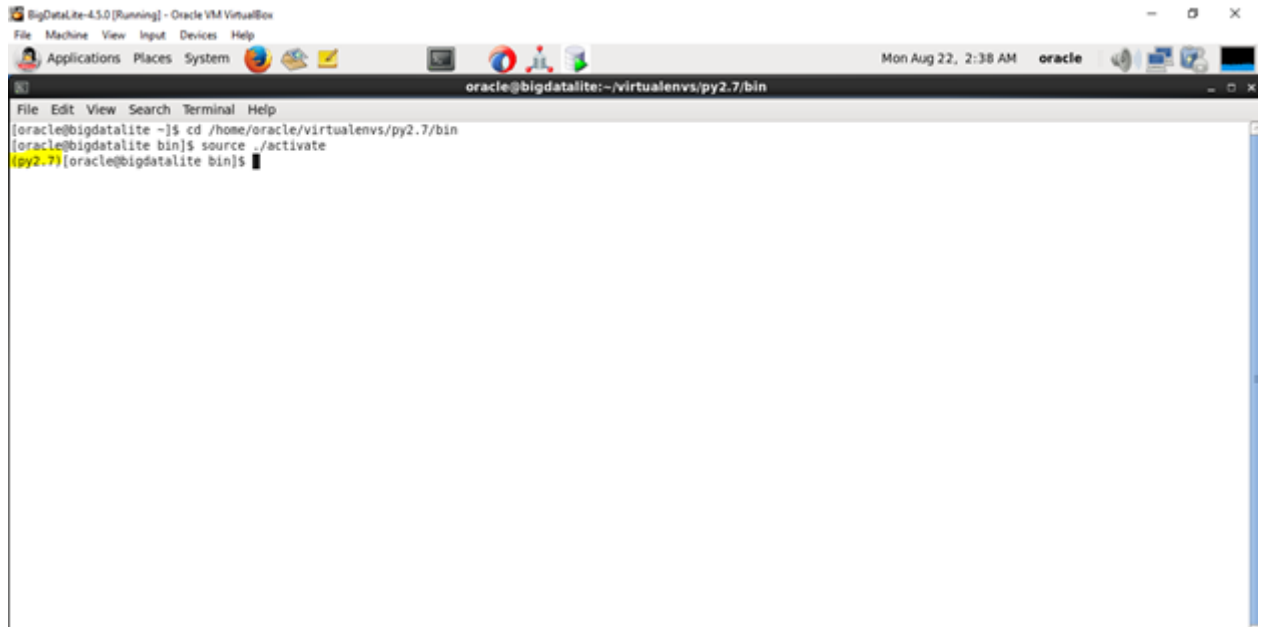 BigDataLite-4.5.0 [Running] - Oracle VM VirtualBox
File Machine View Input Devices Help
Applications Places System Mon Aug 22, 2:38 AM oracle
oracle@bigdatalite:~/virtualenvs/py2.7/bin
File Edit View Search Terminal Help
[oracle@bigdatalite ~]$ cd /home/oracle/virtualenvs/py2.7/bin
[oracle@bigdatalite bin]$ source ./activate
(py2.7)[oracle@bigdatalite bin]$